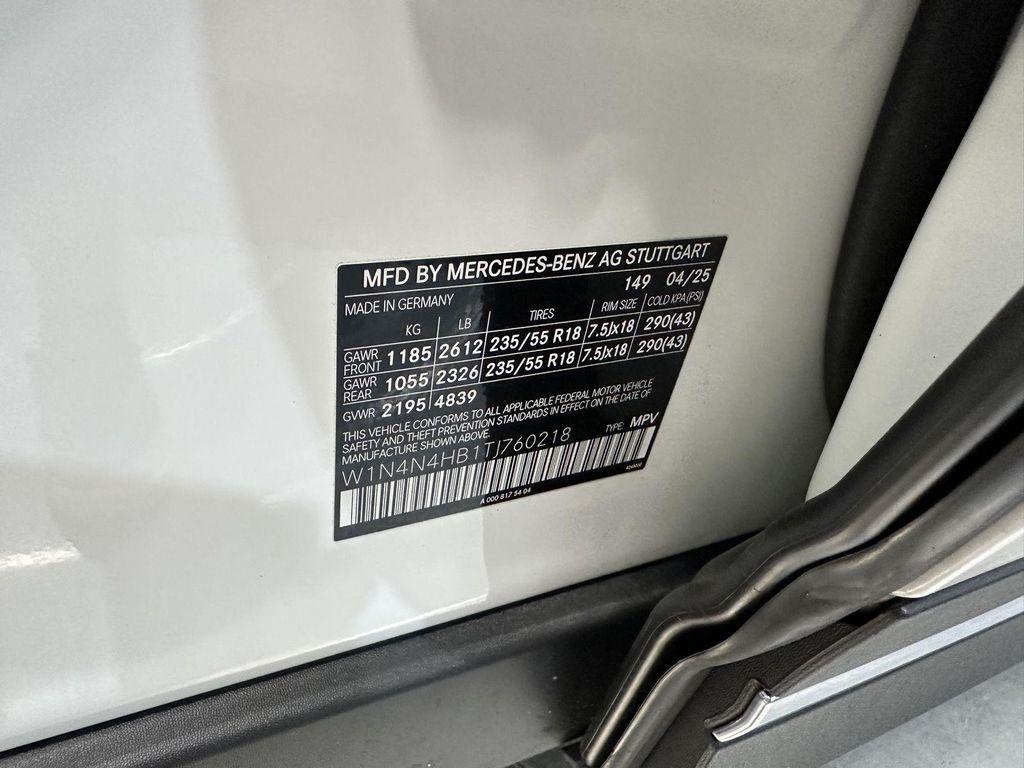 MFD BY MERCEDES-BENZ AG STUTTGART
MADE IN GERMANY 149 04/25
KG LB TIRES RIM SIZE COLD KPA (PSI)
GAWR FRONT 1185 2612 235/55 R18 7.5Jx18 290(43)
GAWR REAR 1055 2326 235/55 R18 7.5Jx18 290(43)
GVWR 2195 4839
THIS VEHICLE CONFORMS TO ALL APPLICABLE FEDERAL MOTOR VEHICLE
SAFETY AND THEFT PREVENTION STANDARDS IN EFFECT ON THE DATE OF
MANUFACTURE SHOWN ABOVE.
TYPE: MPV
W1N4N4HB1TJ760218
A 000 817 54 04